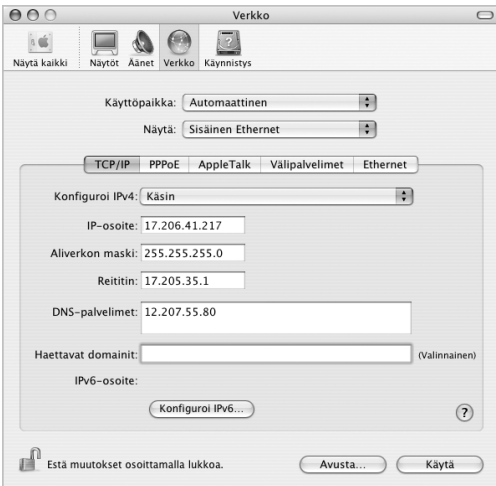 Verkko
Näytä kaikki
Näytöt Äänet Verkko Käynnistys
Käyttöpaikka: Automaattinen
Näytä: Sisäinen Ethernet
TCP/IP PPPoE AppleTalk Välipalvelimet Ethernet
Konfiguroi IPv4: Käsin
IP-osoite: 17.206.41.217
Aliverkon maski: 255.255.255.0
Reititin: 17.205.35.1
DNS-palvelimet: 12.207.55.80
Haettavat domainit: (Valinnainen)
IPv6-osoite:
Konfiguroi IPv6...
?
Estä muutokset osoittamalla lukkoa.
Avusta... Käytä